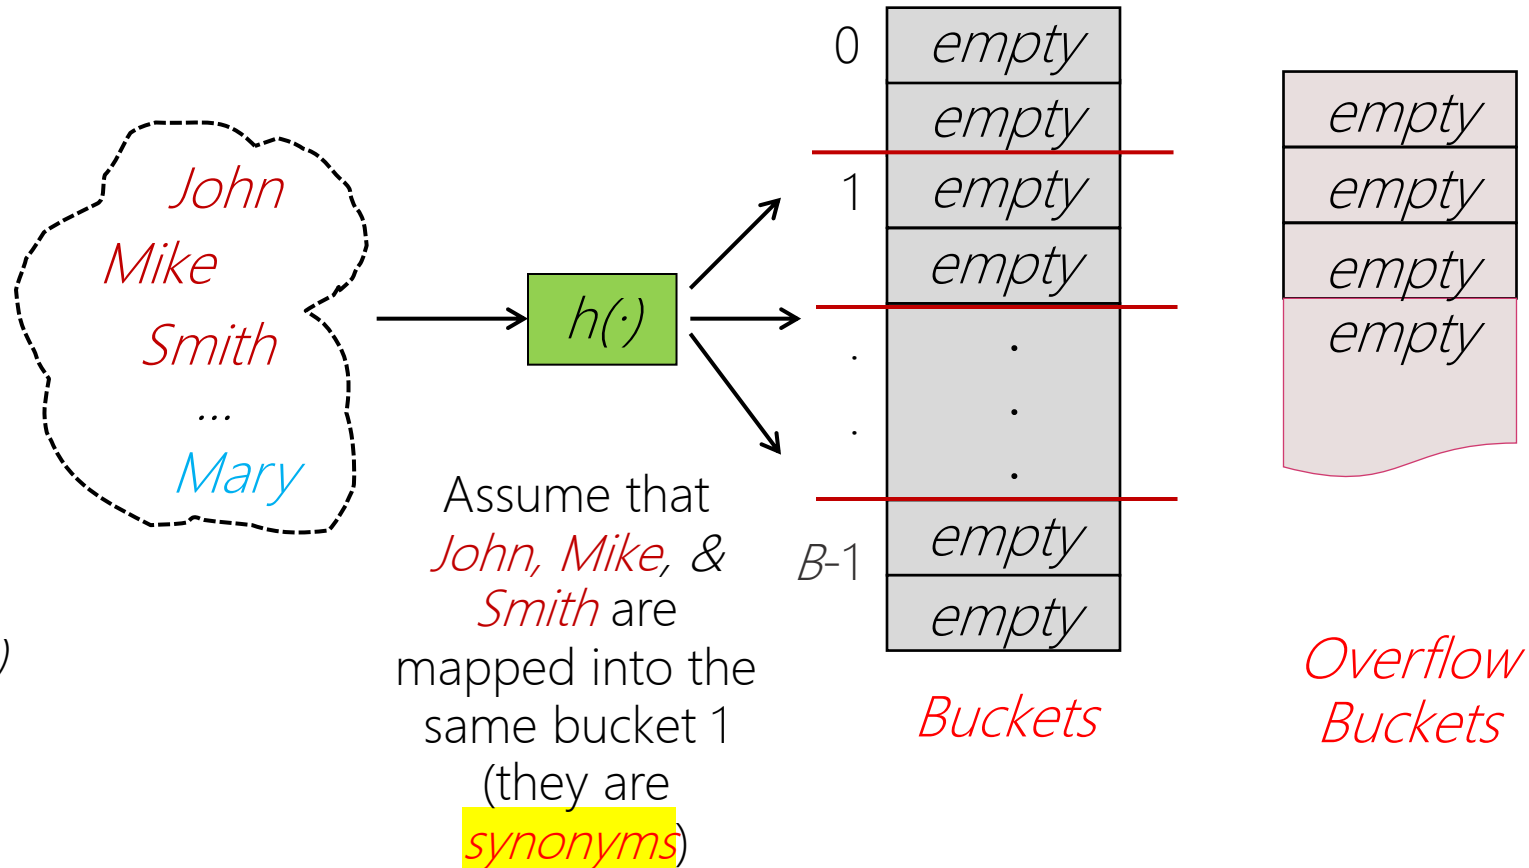 John
Mike
Smith
...
Mary
)
h(·)
Assume that
John, Mike, &
Smith are
mapped into the
same bucket 1
(they are
synonyms)
0
empty
empty
1
empty
empty
.
.
.
.
.
B-1
empty
empty
Buckets
empty
empty
empty
empty
Overflow
Buckets